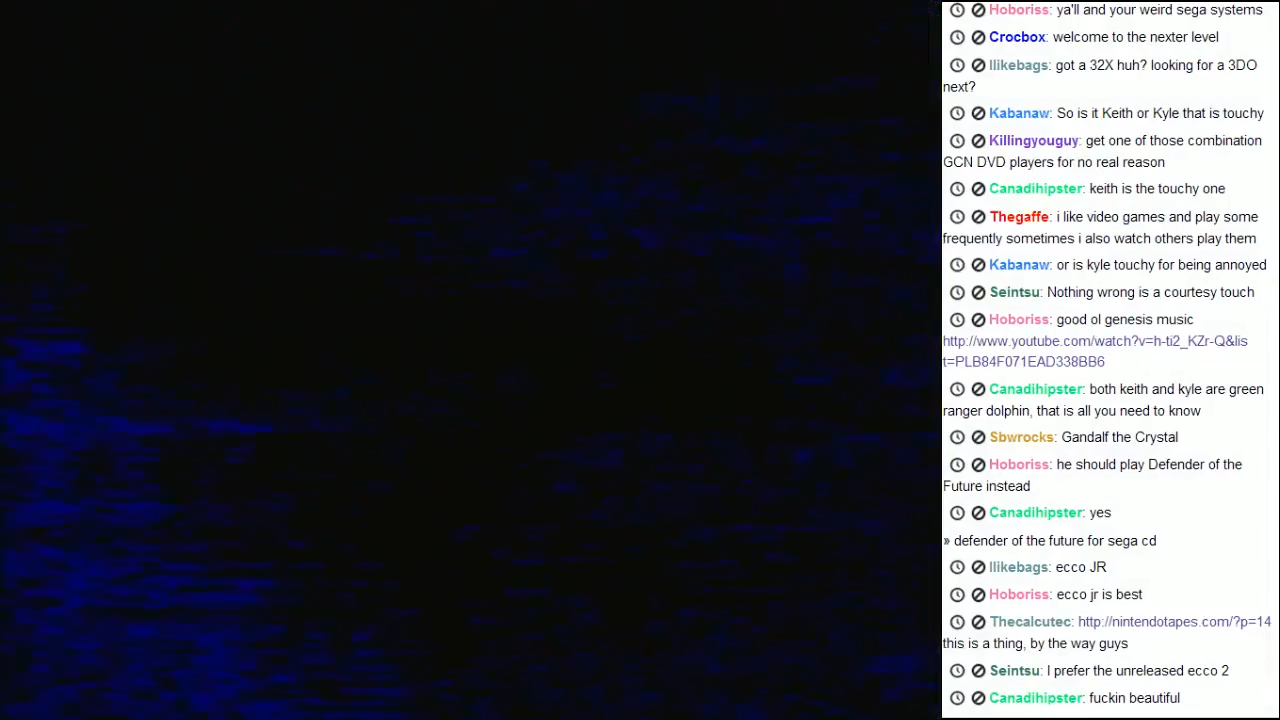 Hoboriss: ya'll and your weird sega systems
Crocbox: welcome to the nexter level
Ilikebags: got a 32X huh? looking for a 3DO
next?
Kabanaw: So is it Keith or Kyle that is touchy
Killingyouguy: get one of those combination
GCN DVD players for no real reason
Canadihipster: keith is the touchy one
Thegaffe: i like video games and play some
frequently sometimes i also watch others play them
Kabanaw: or is kyle touchy for being annoyed
Seintsu: Nothing wrong is a courtesy touch
Hoboriss: good ol genesis music
http://www.youtube.com/watch?v=h-ti2_KZr-Q&lis
t=PLB84F071EAD338BB6
Canadihipster: both keith and kyle are green
ranger dolphin, that is all you need to know
Sbwrocks: Gandalf the Crystal
Hoboriss: he should play Defender of the
Future instead
Canadihipster: yes
» defender of the future for sega cd
Ilikebags: ecco JR
Hoboriss: ecco jr is best
Thecalcutec: http://nintendotapes.com/?p=14
this is a thing, by the way guys
Seintsu: I prefer the unreleased ecco 2
Canadihipster: fuckin beautiful